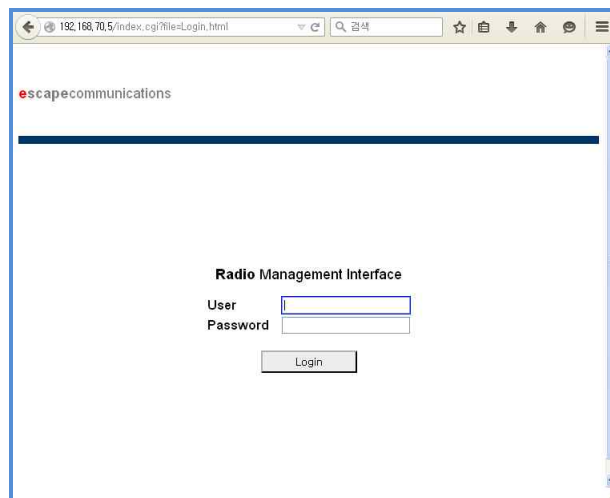 192,168,70,5/index.cgi?file=Login.html
검색
escapecommunications
Radio Management Interface
User
Password
Login